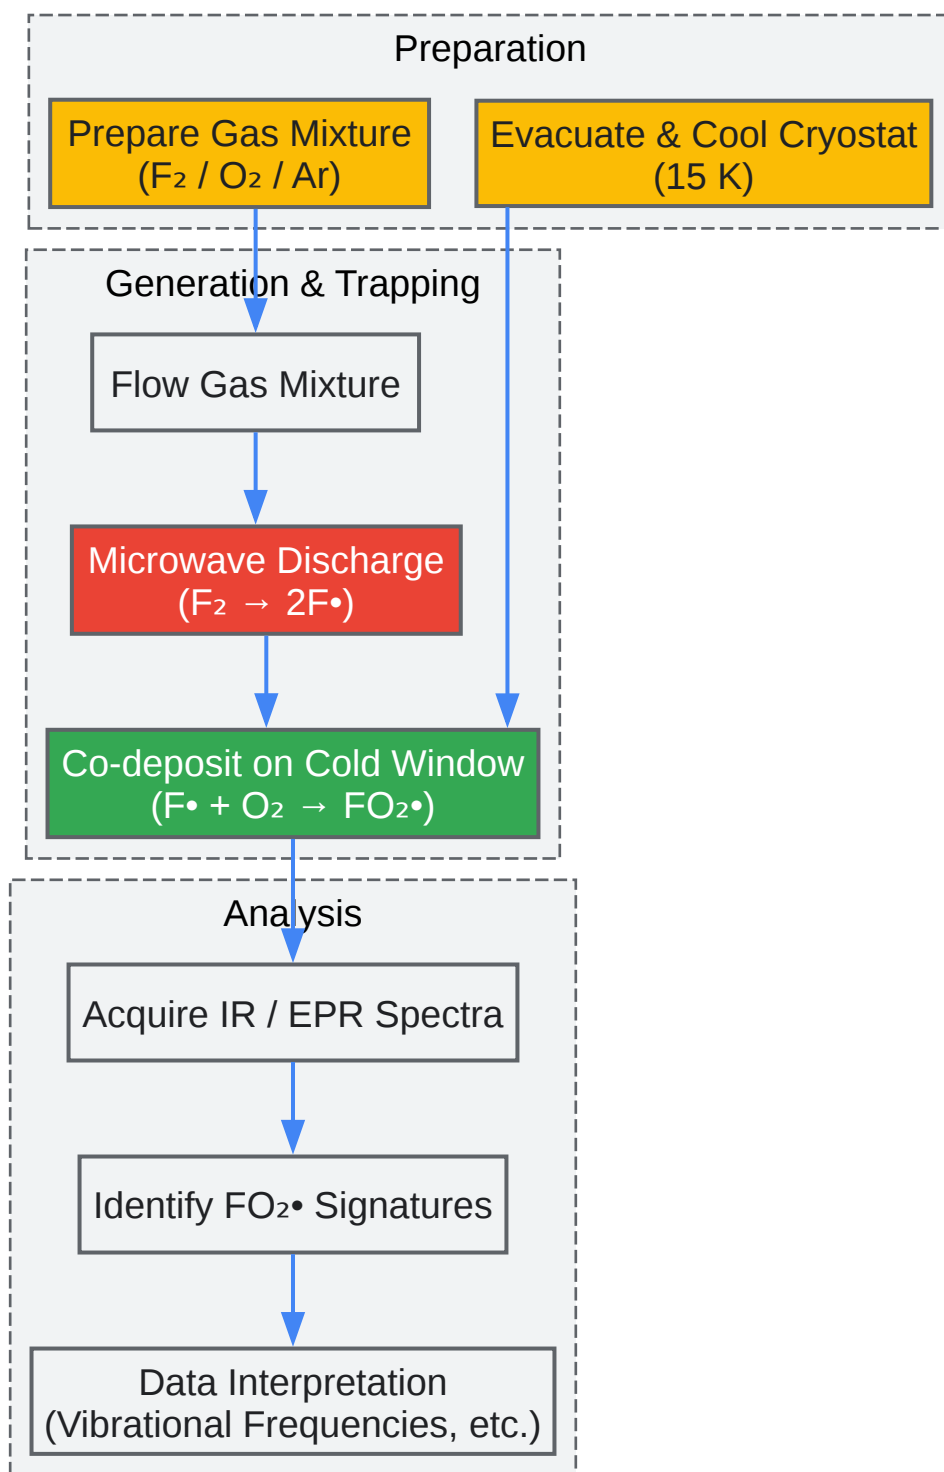 Preparation
Prepare Gas Mixture
(F₂ / O₂ / Ar)
Evacuate & Cool Cryostat
(15 K)
Generation & Trapping
Flow Gas Mixture
Microwave Discharge
(F₂ → 2F•)
Co-deposit on Cold Window
(F• + O₂ → FO₂•)
Analysis
Acquire IR / EPR Spectra
Identify FO₂• Signatures
Data Interpretation
(Vibrational Frequencies, etc.)